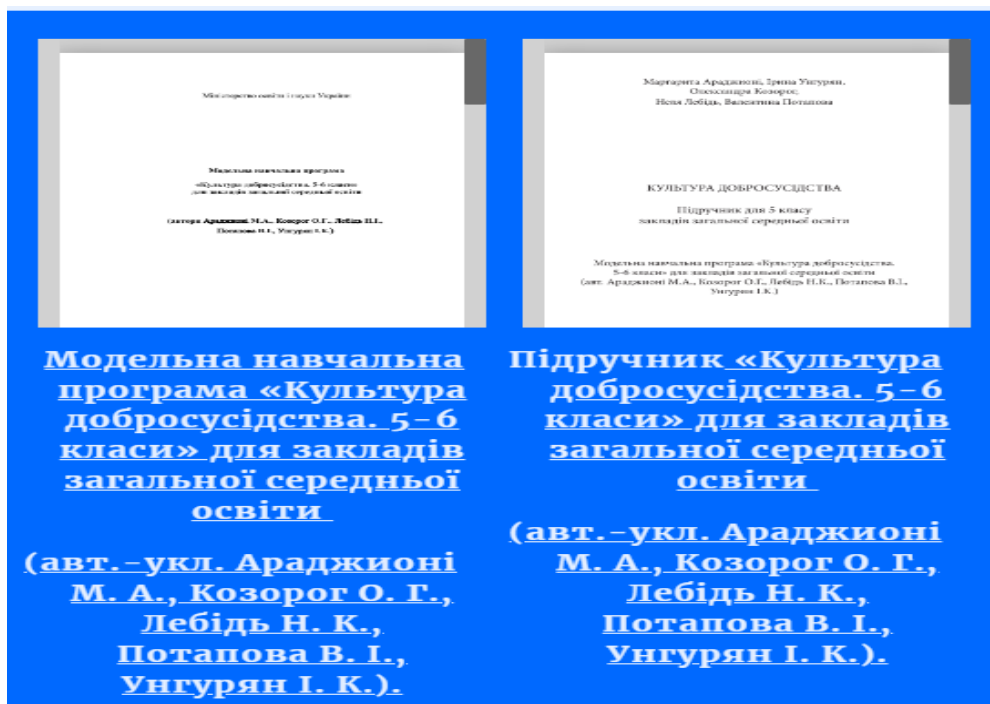 Міністерство освіти і науки України
Модельна навчальна програма
«Культура добросусідства. 5-6 класи»
для закладів загальної середньої освіти
(автори Араджионі М.А., Козорог О.Г., Лебідь Н.І.,
Потапова В.І., Унгурян І.К.)
Модельна навчальна
програма «Культура
добросусідства. 5-6
класи» для закладів
загальної середньої
освіти
(авт.-укл. Араджионі
М. А., Козорог О. Г.,
Лебідь Н. К.,
Потапова В. І.,
Унгурян І. К.).
Маргарита Араджионі, Ірина Унгурян,
Олександра Козорог,
Неля Лебідь, Валентина Потапова
КУЛЬТУРА ДОБРОСУСІДСТВА
Підручник для 5 класу
закладів загальної середньої освіти
Модельна навчальна програма «Культура добросусідства.
5-6 класи» для закладів загальної середньої освіти
(авт. Араджионі М.А., Козорог О.Г., Лебідь Н.К., Потапова В.І.,
Унгурян І.К.)
Підручник «Культура
добросусідства. 5-6
класи» для закладів
загальної середньої
освіти
(авт.-укл. Араджионі
М. А., Козорог О. Г.,
Лебідь Н. К.,
Потапова В. І.,
Унгурян І. К.).